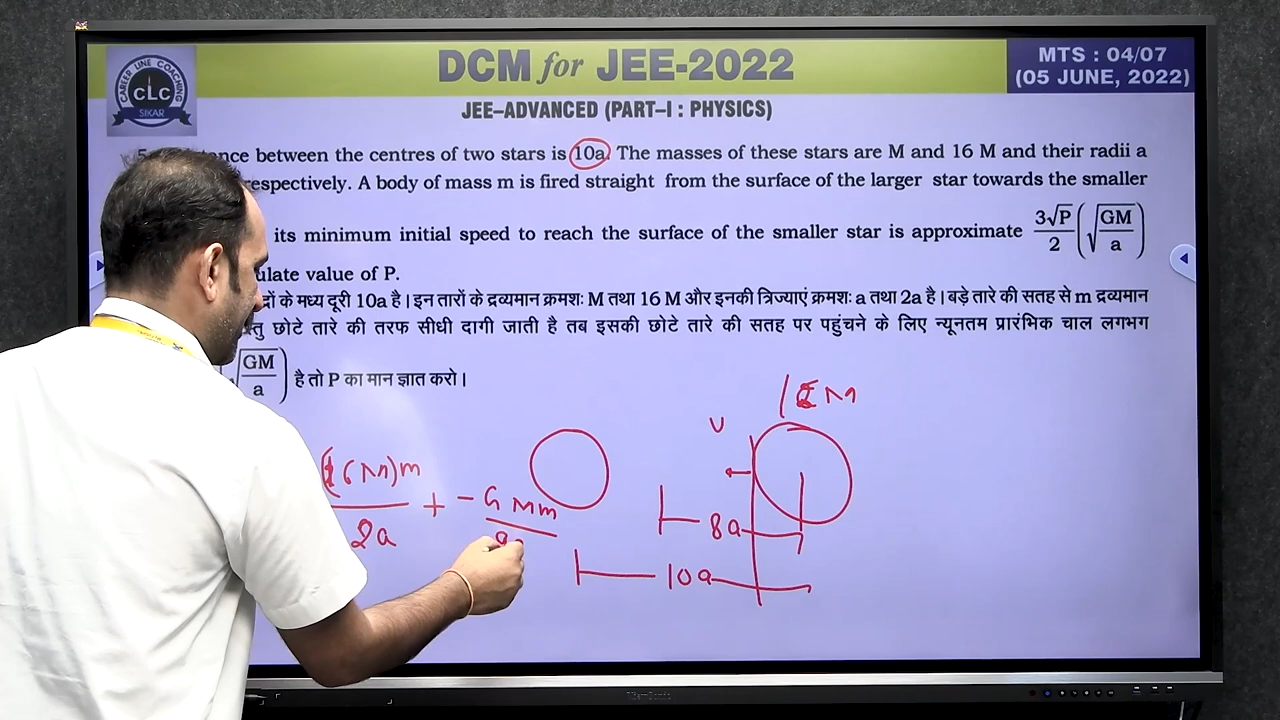 DCM for JEE-2022
MTS : 04/07
(05 JUNE, 2022)
CAREER LINE COACHING
CLC
SIKAR
JEE–ADVANCED (PART–I : PHYSICS)
between the centres of two stars is 10a. The masses of these stars are M and 16 M and their radii a
respectively. A body of mass m is fired straight from the surface of the larger star towards the smaller
its minimum initial speed to reach the surface of the smaller star is approximate 3√P/2 (√GM/a)
value of P.
के मध्य दूरी 10a है। इन तारों के द्रव्यमान क्रमशः M तथा 16 M और इनकी त्रिज्याएं क्रमशः a तथा 2a है। बड़े तारे की सतह से m द्रव्यमान
छोटे तारे की तरफ सीधी दागी जाती है तब इसकी छोटे तारे की सतह पर पहुंचने के लिए न्यूनतम प्रारंभिक चाल लगभग
GM/a) है तो P का मान ज्ञात करो।
16M
v
(16M)m/2a + -GMm
8a
10a